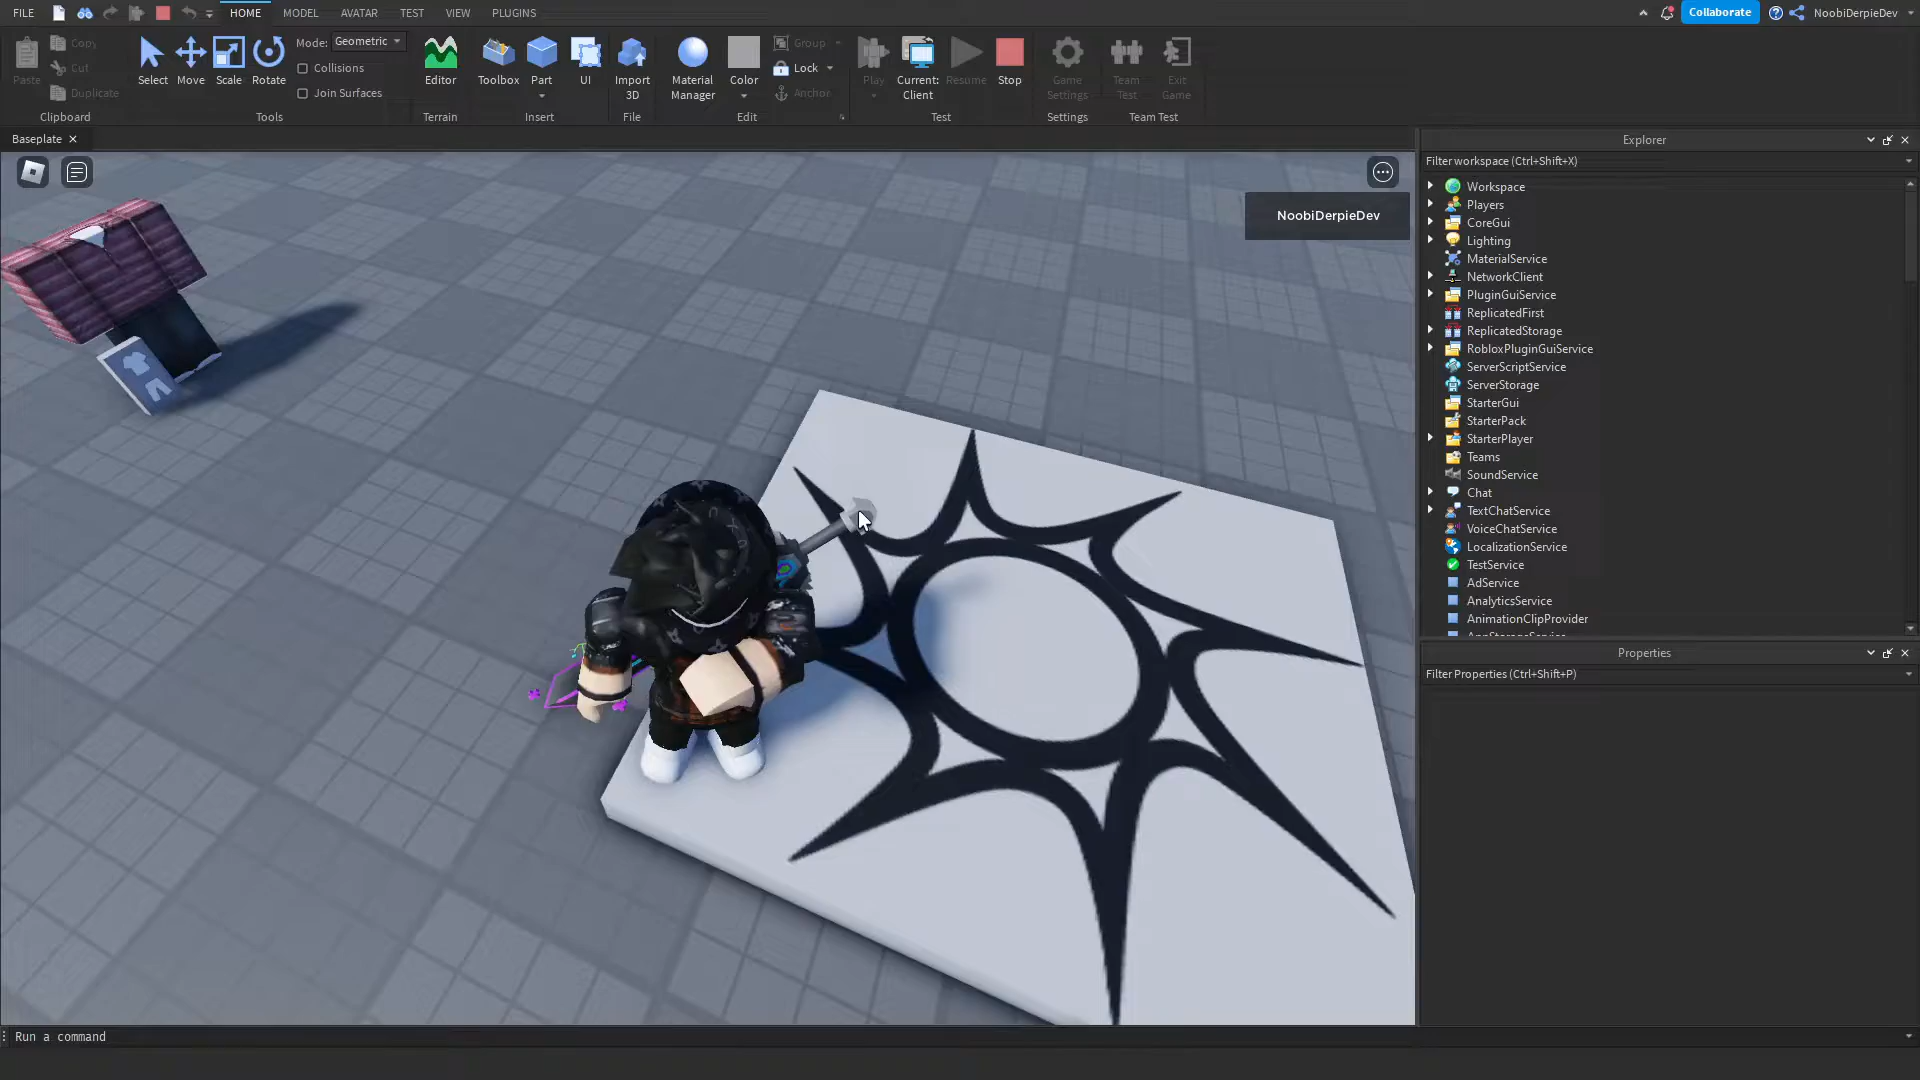 FILE HOME MODEL AVATAR TEST VIEW PLUGINS Collaborate NoobiDerpieDev
Paste Copy Cut Duplicate
Clipboard
Select Move Scale Rotate
Mode: Geometric
Collisions
Join Surfaces
Tools
Editor
Terrain
Toolbox Part UI
Insert
Import 3D
File
Material Manager
Color
Group
Lock
Anchor
Edit
Play
Current: Client
Resume
Stop
Test
Game Settings
Settings
Team Test
Exit Game
Team Test
Baseplate
NoobiDerpieDev
Explorer
Filter workspace (Ctrl+Shift+X)
Workspace
Players
CoreGui
Lighting
MaterialService
NetworkClient
PluginGuiService
ReplicatedFirst
ReplicatedStorage
RobloxPluginGuiService
ServerScriptService
ServerStorage
StarterGui
StarterPack
StarterPlayer
Teams
SoundService
Chat
TextChatService
VoiceChatService
LocalizationService
TestService
AdService
AnalyticsService
AnimationClipProvider
Properties
Filter Properties (Ctrl+Shift+P)
Run a command